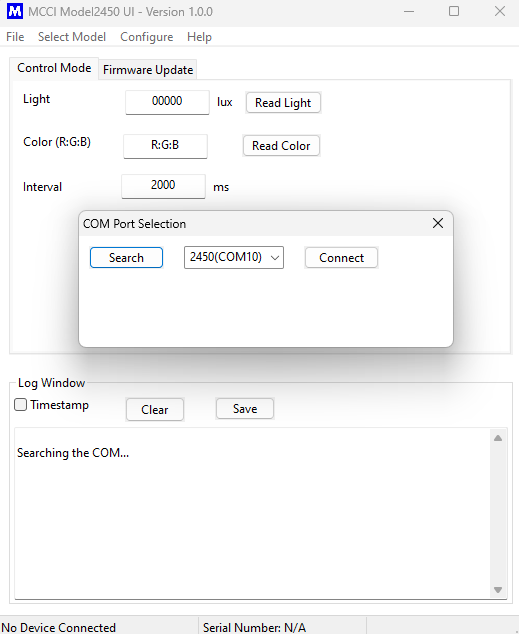 M MCCI Model2450 UI - Version 1.0.0
File Select Model Configure Help
Control Mode Firmware Update
Light 00000 lux Read Light
Color (R:G:B) R:G:B Read Color
Interval 2000 ms
COM Port Selection
Search 2450(COM10) Connect
Log Window
Timestamp Clear Save
Searching the COM...
No Device Connected Serial Number: N/A